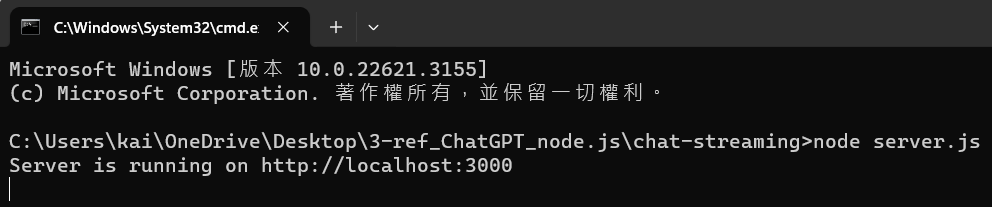 C:\Windows\System32\cmd.e
Microsoft Windows [版本 10.0.22621.3155]
(c) Microsoft Corporation. 著作權所有，並保留一切權利。
C:\Users\kai\OneDrive\Desktop\3-ref_ChatGPT_node.js\chat-streaming>node server.js
Server is running on http://localhost:3000